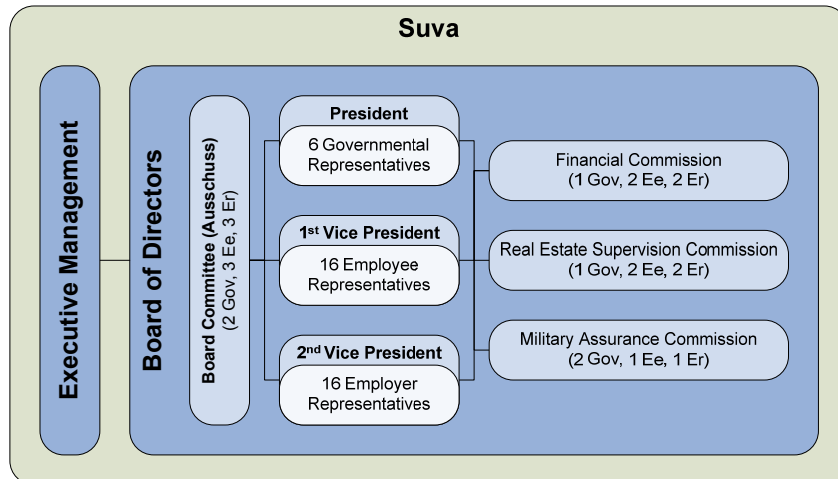 Suva
Executive Management
Board of Directors
Board Committee (Ausschuss)
(2 Gov, 3 Ee, 3 Er)
President
6 Governmental
Representatives
1st Vice President
16 Employee
Representatives
2nd Vice President
16 Employer
Representatives
Financial Commission
(1 Gov, 2 Ee, 2 Er)
Real Estate Supervision Commission
(1 Gov, 2 Ee, 2 Er)
Military Assurance Commission
(2 Gov, 1 Ee, 1 Er)